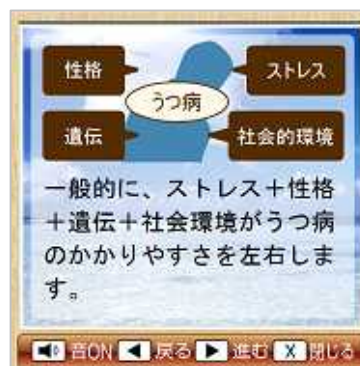 性格
ストレス
うつ病
遺伝
社会的環境
一般的に、ストレス＋性格
＋遺伝＋社会環境がうつ病
のかかりやすさを左右しま
す。
音ON 戻る 進む X 閉じる